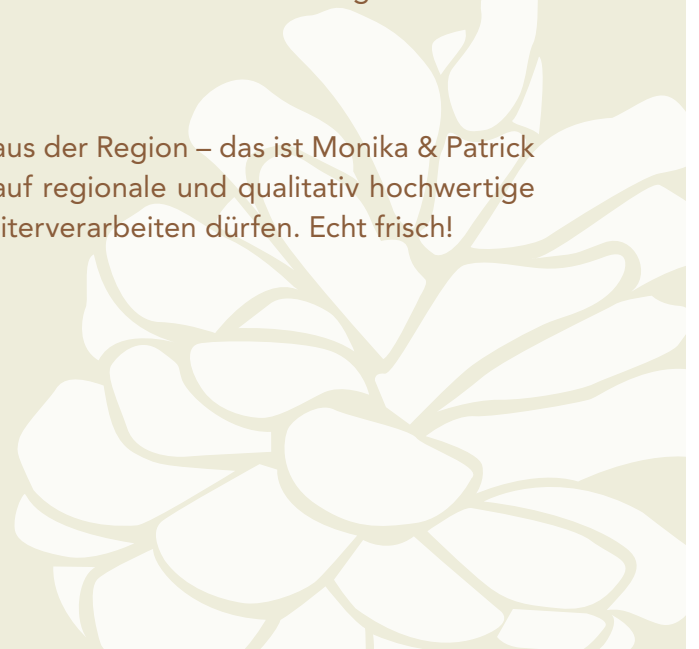 aus der Region – das ist Monika & Patrick
auf regionale und qualitativ hochwertige
iterverarbeiten dürfen. Echt frisch!